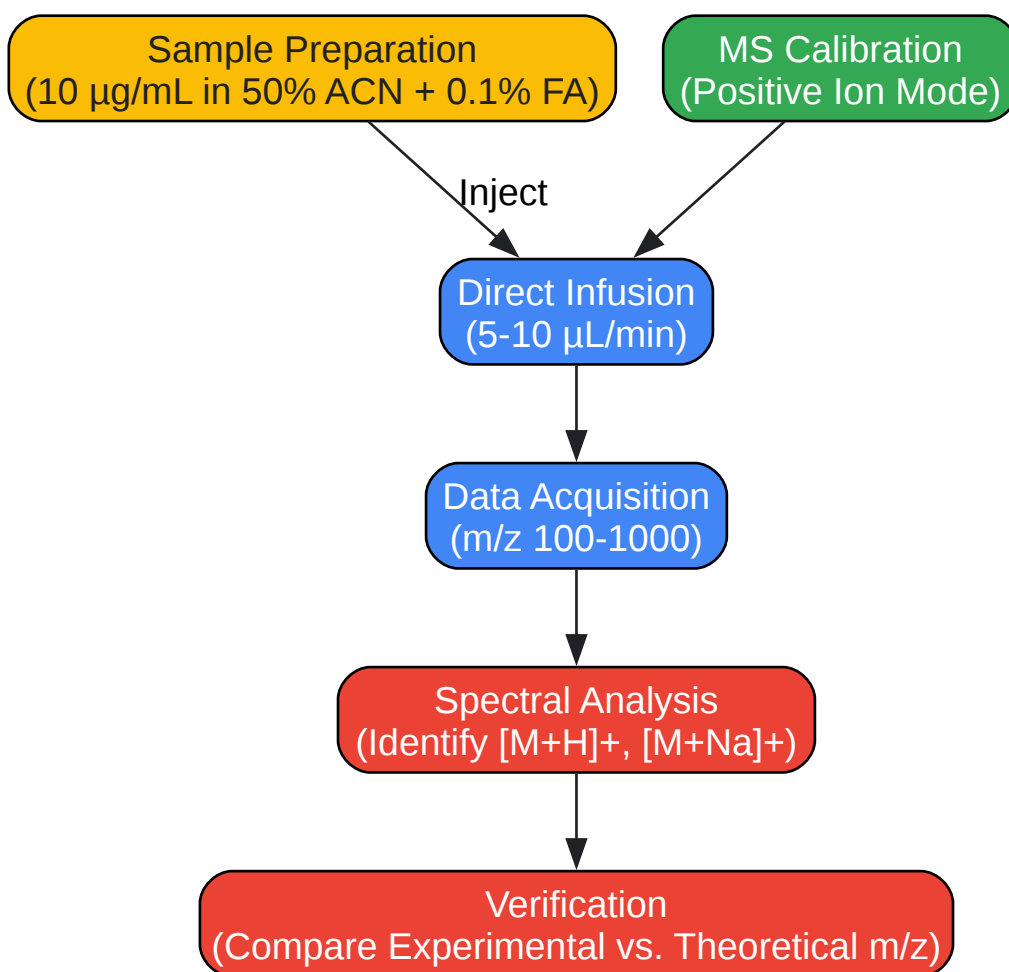 Sample Preparation
(10 µg/mL in 50% ACN + 0.1% FA)
MS Calibration
(Positive Ion Mode)
Inject
Direct Infusion
(5-10 µL/min)
Data Acquisition
(m/z 100-1000)
Spectral Analysis
(Identify [M+H]+, [M+Na]+)
Verification
(Compare Experimental vs. Theoretical m/z)